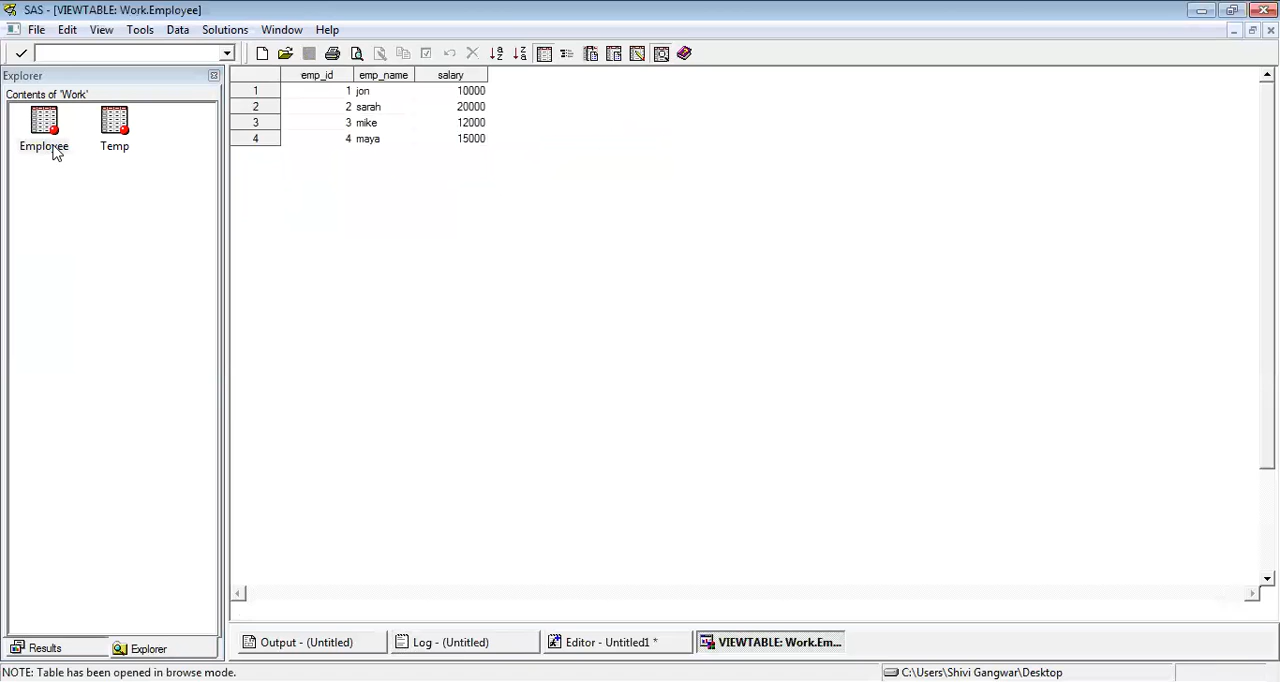 SAS - [VIEWTABLE: Work.Employee]
File Edit View Tools Data Solutions Window Help
Explorer
Contents of 'Work'
Employee Temp
emp_id emp_name salary
1 1 jon 10000
2 2 sarah 20000
3 3 mike 12000
4 4 maya 15000
Results Explorer
Output - (Untitled) Log - (Untitled) Editor - Untitled1 * VIEWTABLE: Work.Em...
NOTE: Table has been opened in browse mode. C:\Users\Shivi Gangwar\Desktop